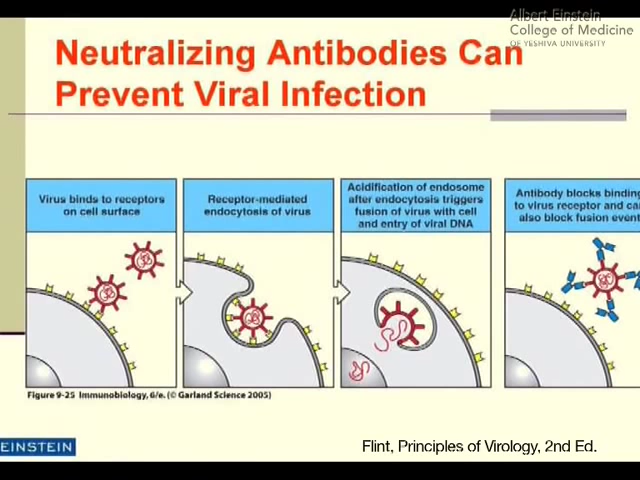 Albert Einstein
College of Medicine
OF YESHIVA UNIVERSITY
Neutralizing Antibodies Can
Prevent Viral Infection
Virus binds to receptors
on cell surface
Receptor-mediated
endocytosis of virus
Acidification of endosome
after endocytosis triggers
fusion of virus with cell
and entry of viral DNA
Antibody blocks binding
to virus receptor and can
also block fusion event
Figure 9-25 Immunobiology, 6/e. (© Garland Science 2005)
EINSTEIN
Flint, Principles of Virology, 2nd Ed.